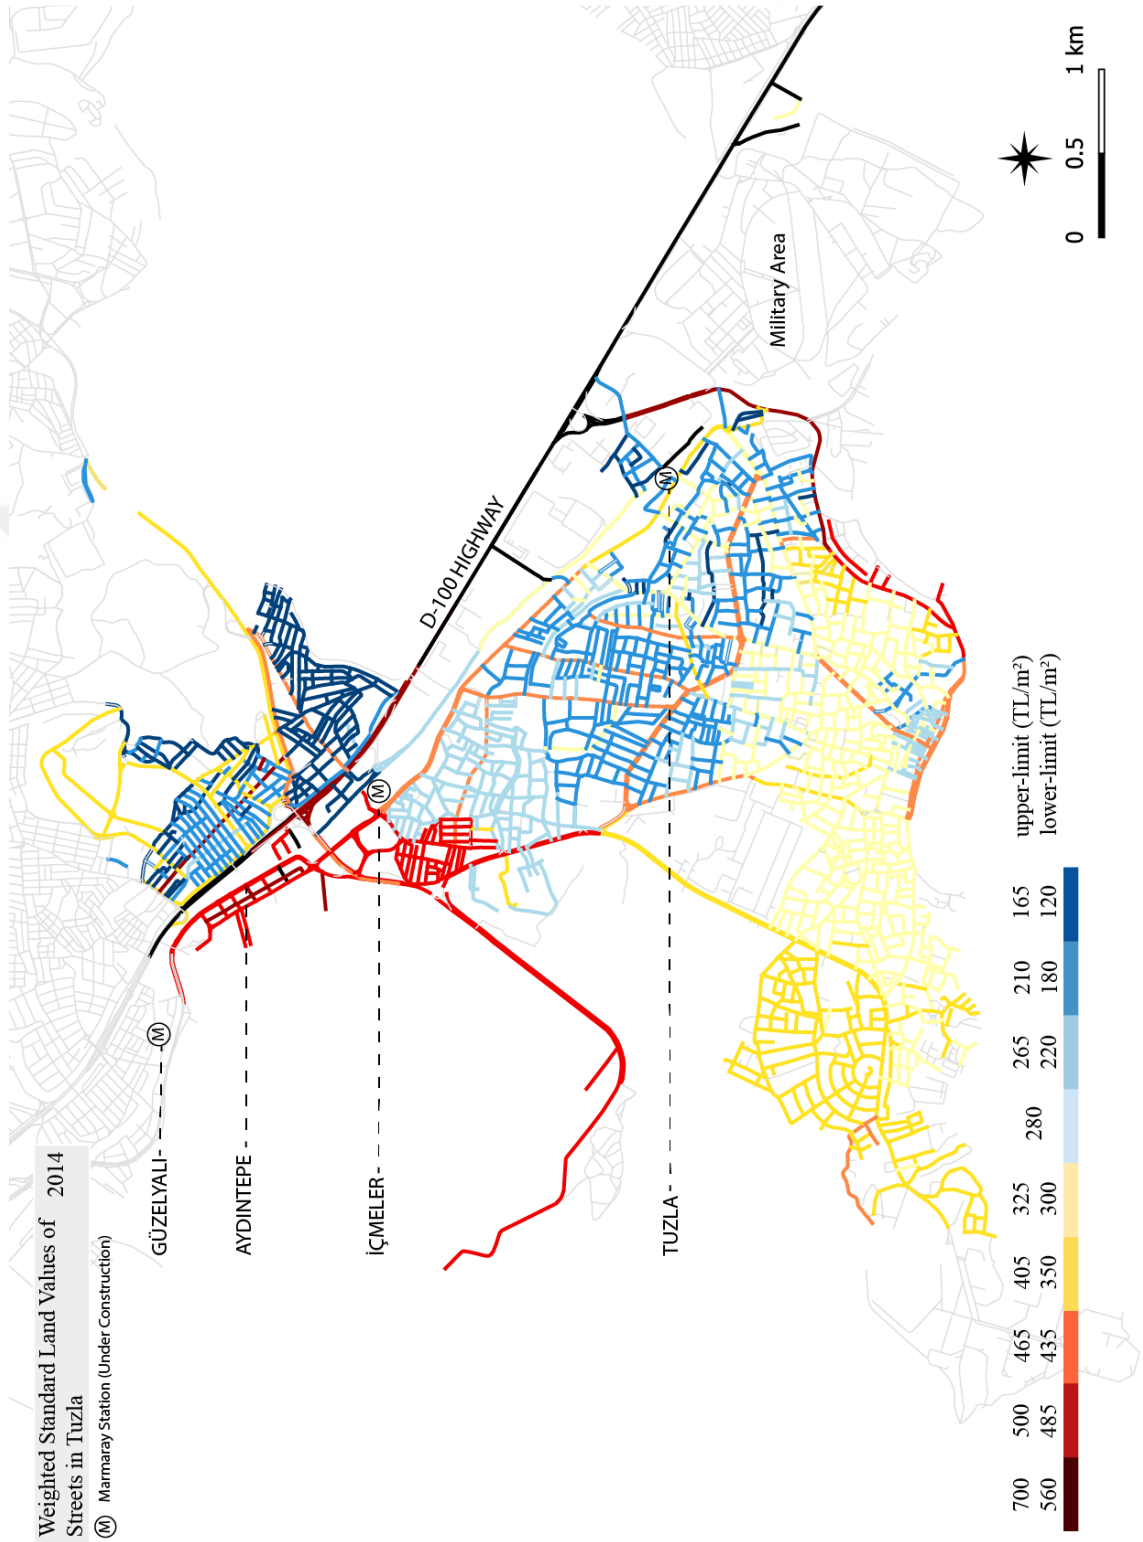 Weighted Standard Land Values of 2014
Streets in Tuzla
M Marmaray Station (Under Construction)
GÜZELYALI
AYDINTEPE
İÇMELER
TUZLA
M
M
M
D-100 HIGHWAY
Military Area
0 0.5 1 km
700 500 465 405 325 280 265 210 165 upper-limit (TL/m²)
560 485 435 350 300 220 180 120 lower-limit (TL/m²)